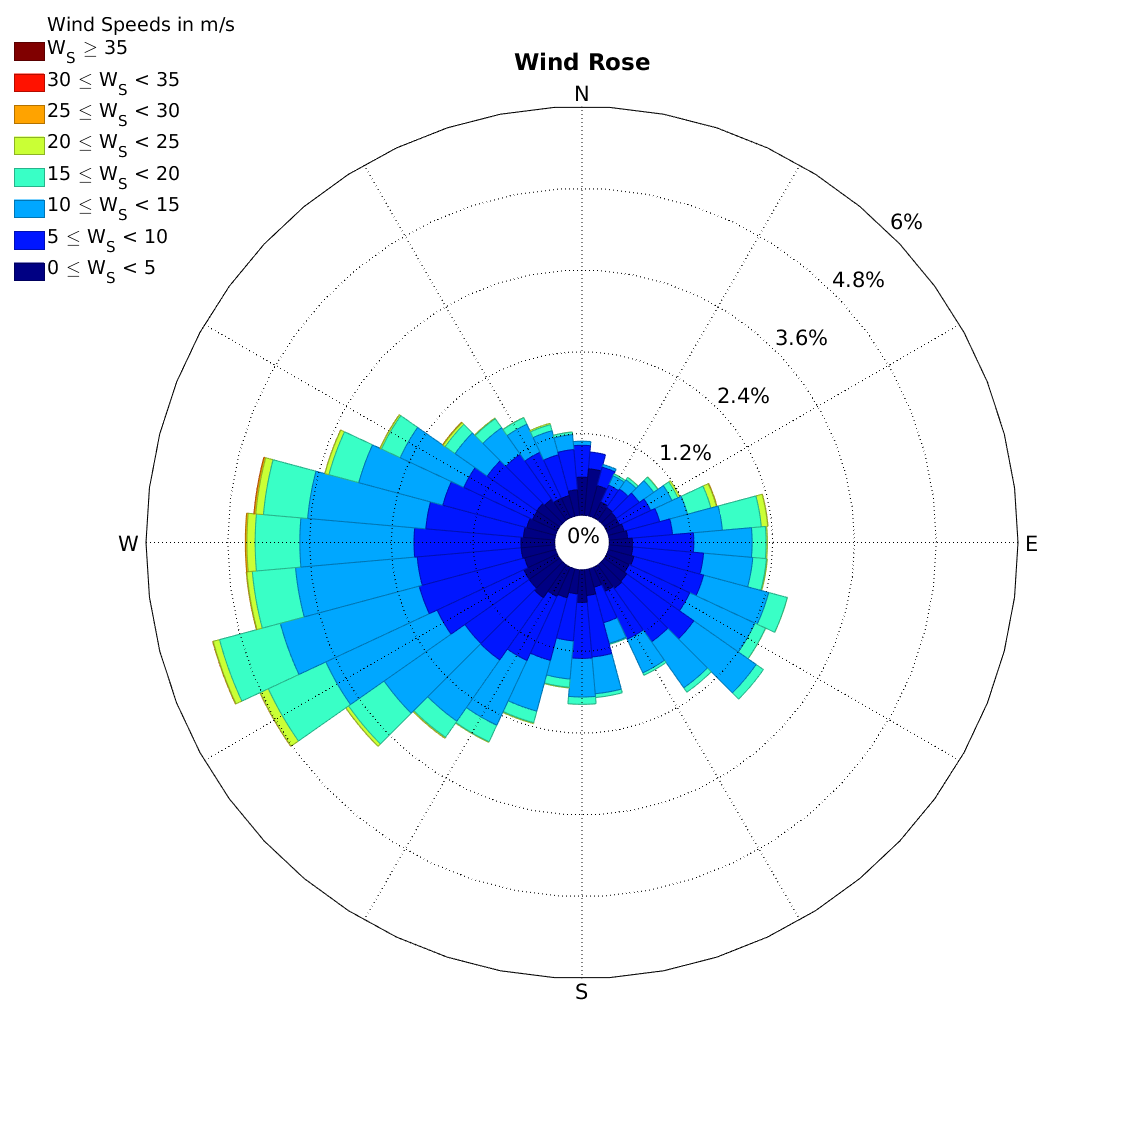 Wind Speeds in m/s
W_S ≥ 35
30 ≤ W_S < 35
25 ≤ W_S < 30
20 ≤ W_S < 25
15 ≤ W_S < 20
10 ≤ W_S < 15
5 ≤ W_S < 10
0 ≤ W_S < 5
Wind Rose
N
6%
4.8%
3.6%
2.4%
1.2%
0%
W
E
S